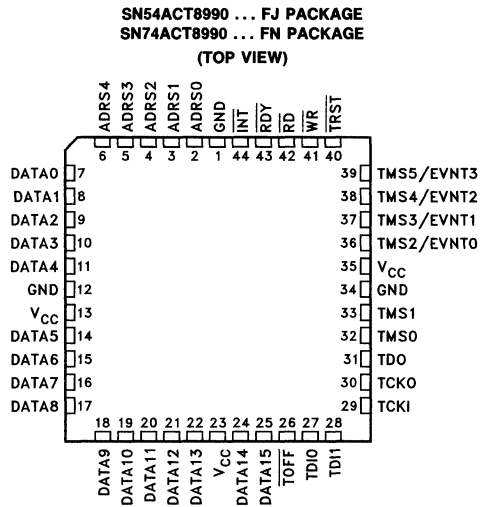 SN54ACT8990 ... FJ PACKAGE
SN74ACT8990 ... FN PACKAGE
(TOP VIEW)
ADRS4
ADRS3
ADRS2
ADRS1
ADRS0
GND
INT
RDY
RD
WR
TRST
6 5 4 3 2 1 44 43 42 41 40
DATA0 7 39 TMS5/EVNT3
DATA1 8 38 TMS4/EVNT2
DATA2 9 37 TMS3/EVNT1
DATA3 10 36 TMS2/EVNT0
DATA4 11 35 VCC
GND 12 34 GND
VCC 13 33 TMS1
DATA5 14 32 TMS0
DATA6 15 31 TDO
DATA7 16 30 TCKO
DATA8 17 29 TCKI
18 19 20 21 22 23 24 25 26 27 28
DATA9
DATA10
DATA11
DATA12
DATA13
VCC
DATA14
DATA15
TOFF
TDI0
TDI1